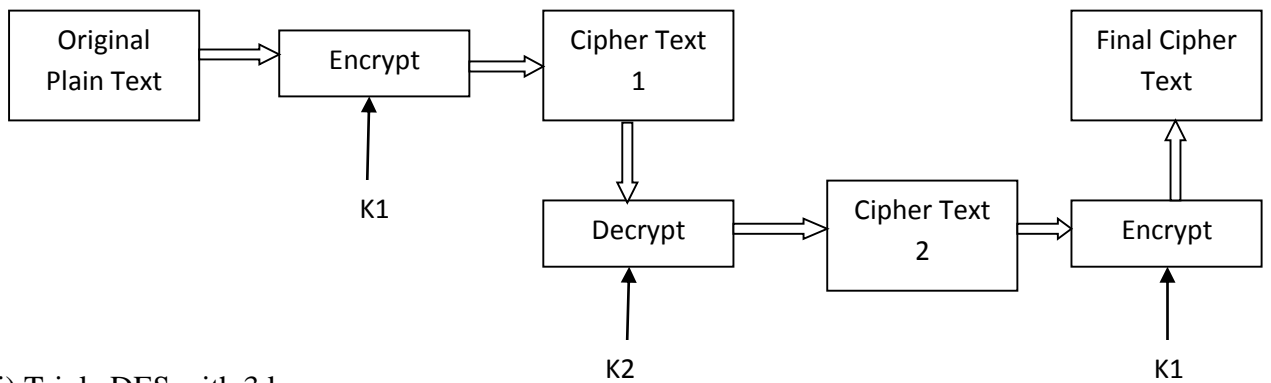 Original
Plain Text
Encrypt
Cipher Text
1
Final Cipher
Text
K1
Decrypt
Cipher Text
2
Encrypt
K2
K1